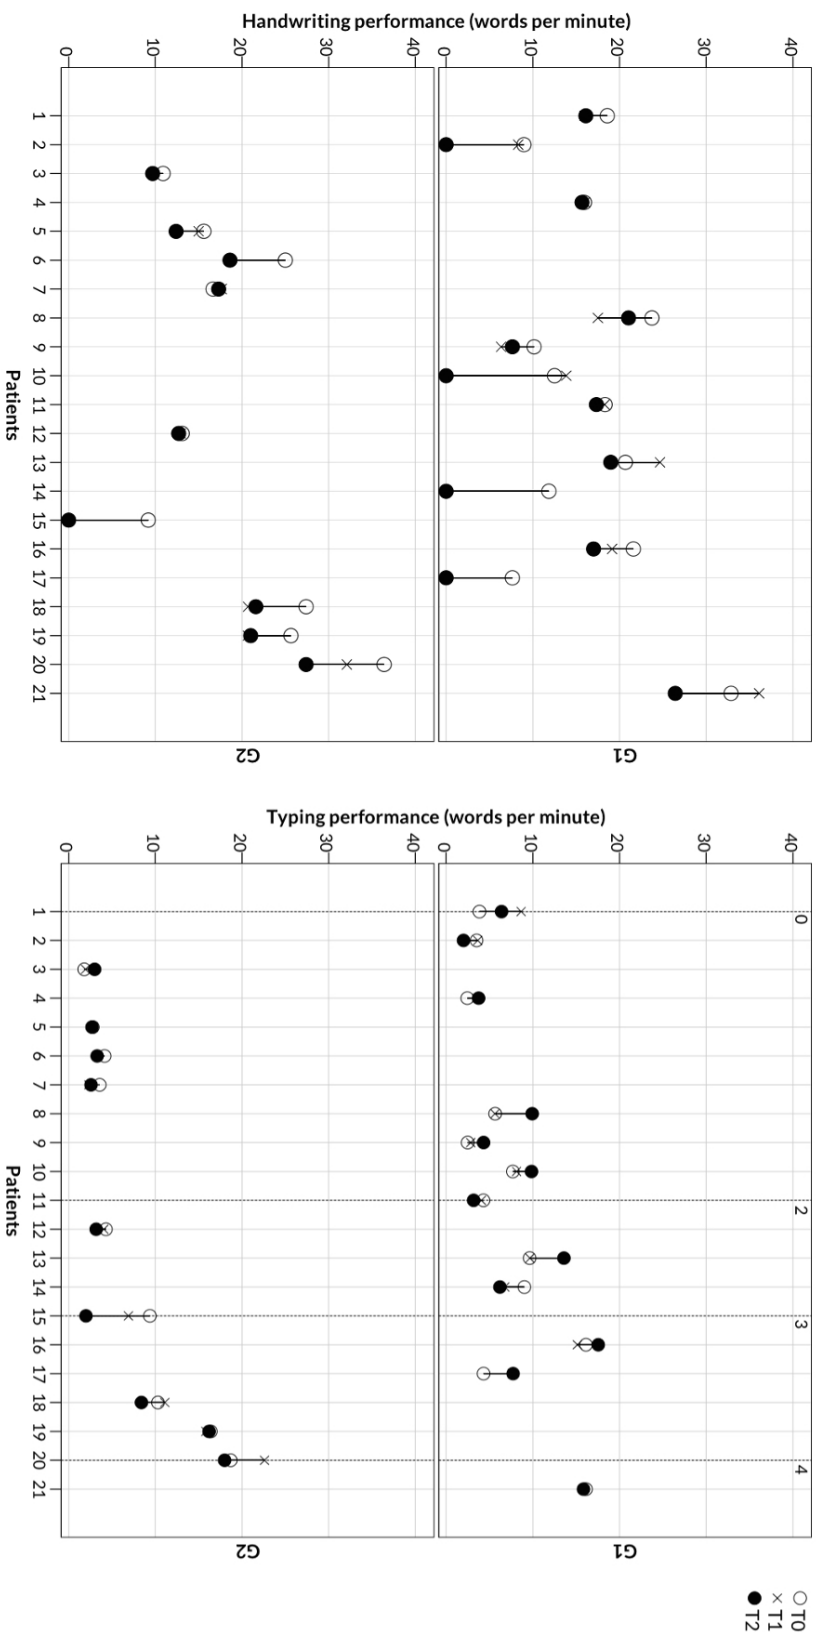 Handwriting performance (words per minute)
40
30
20
10
0
G1
40
30
20
10
0
G2
1 2 3 4 5 6 7 8 9 10 11 12 13 14 15 16 17 18 19 20 21
Patients
Typing performance (words per minute)
0 2 3 4
40
30
20
10
0
G1
40
30
20
10
0
G2
1 2 3 4 5 6 7 8 9 10 11 12 13 14 15 16 17 18 19 20 21
Patients
T0
T1
T2